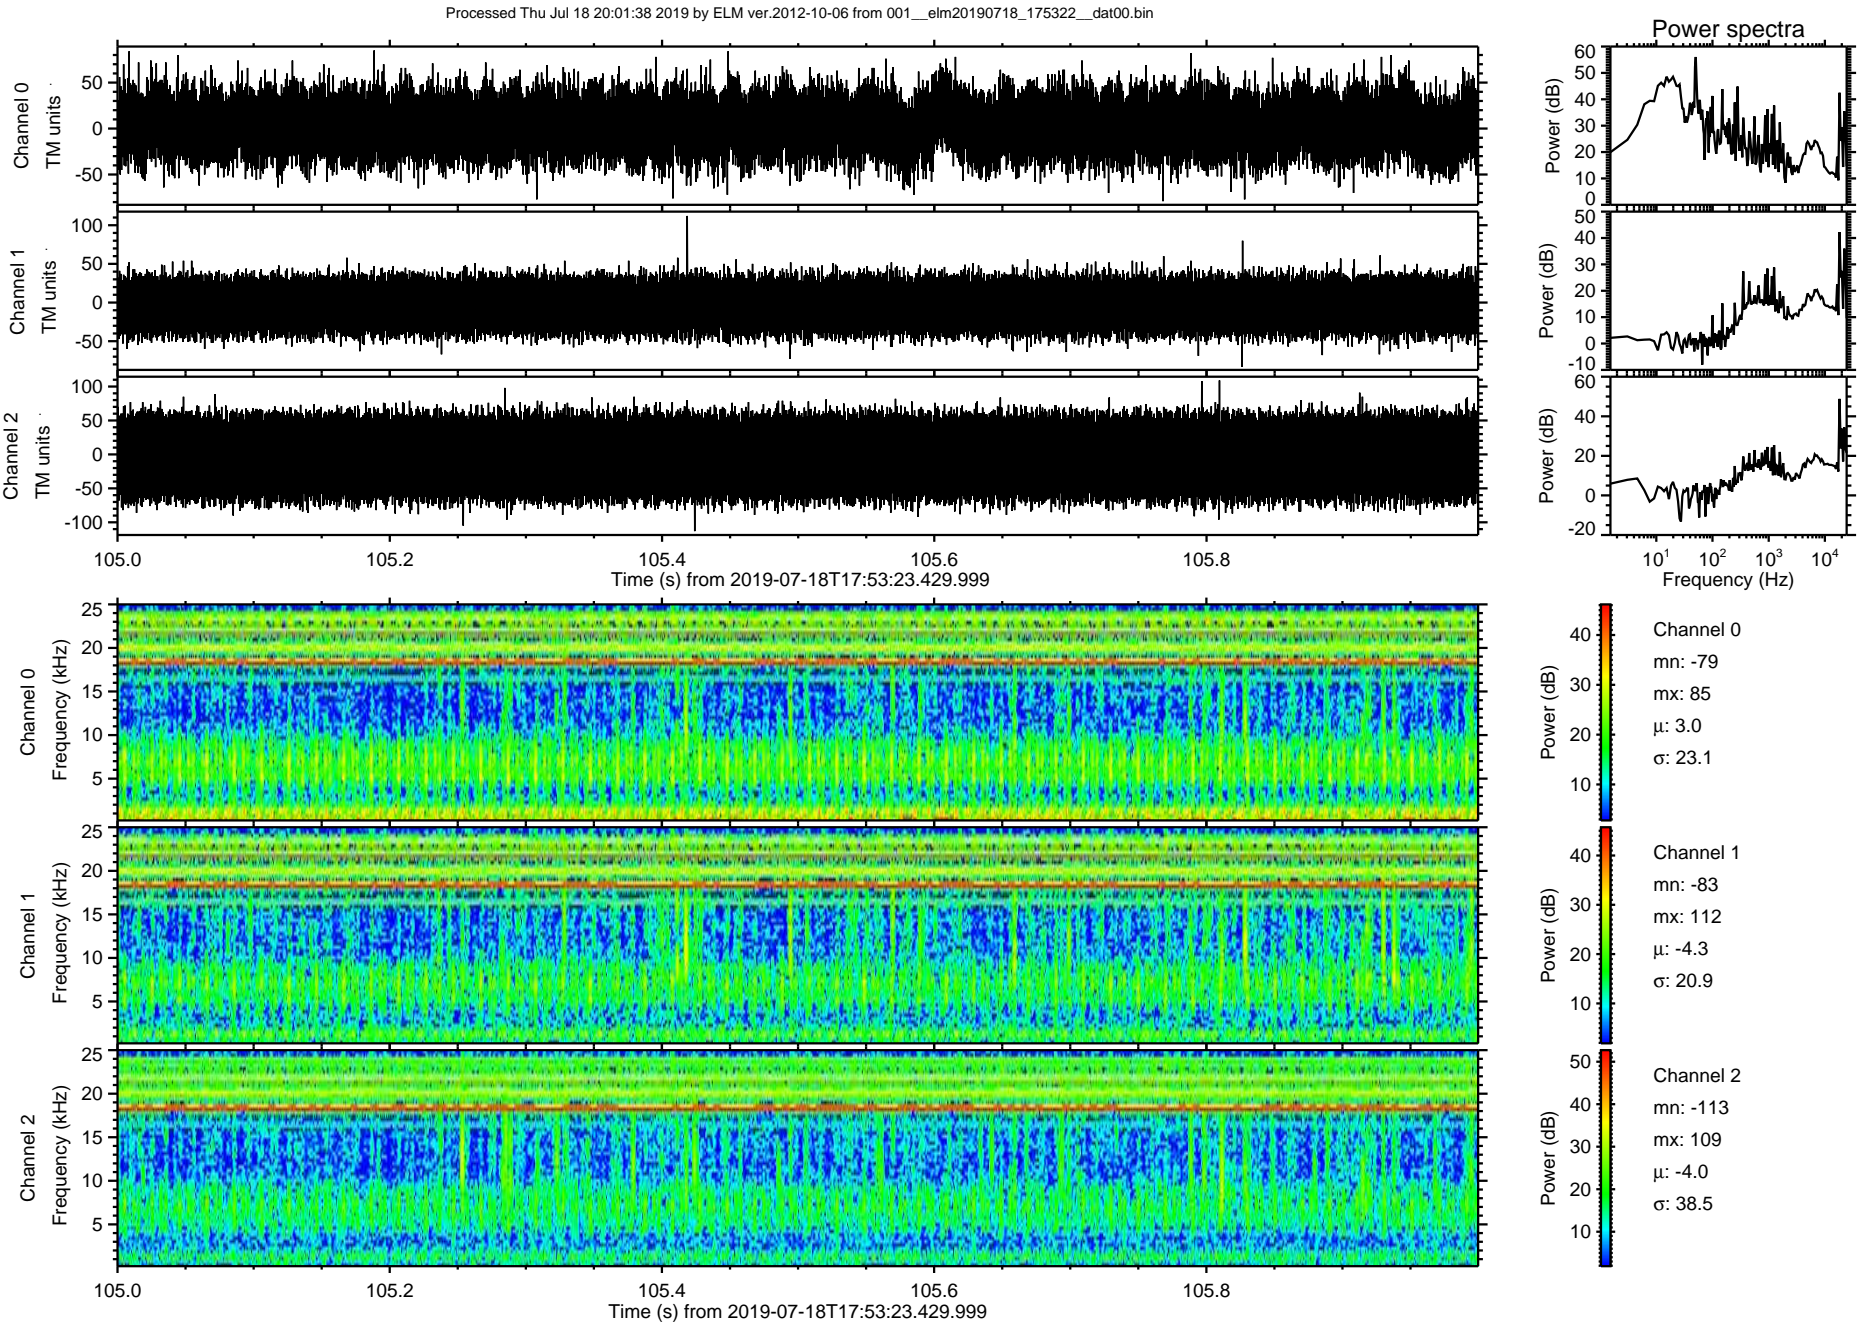 Processed Thu Jul 18 20:01:38 2019 by ELM ver.2012-10-06 from 001__elm20190718_175322__dat00.bin
Power spectra
Channel 0
TM units
50
0
-50
Power (dB)
60
50
40
30
20
10
0
Channel 1
TM units
100
50
0
-50
Power (dB)
50
40
30
20
10
0
-10
Channel 2
TM units
100
50
0
-50
-100
Power (dB)
60
40
20
0
-20
105.0 105.2 105.4 105.6 105.8
Time (s) from 2019-07-18T17:53:23.429.999
10¹ 10² 10³ 10⁴
Frequency (Hz)
Channel 0
Frequency (kHz)
25
20
15
10
5
Power (dB)
40
30
20
10
Channel 0
mn: -79
mx: 85
μ: 3.0
σ: 23.1
Channel 1
Frequency (kHz)
25
20
15
10
5
Power (dB)
40
30
20
10
Channel 1
mn: -83
mx: 112
μ: -4.3
σ: 20.9
Channel 2
Frequency (kHz)
25
20
15
10
5
Power (dB)
50
40
30
20
10
Channel 2
mn: -113
mx: 109
μ: -4.0
σ: 38.5
105.0 105.2 105.4 105.6 105.8
Time (s) from 2019-07-18T17:53:23.429.999